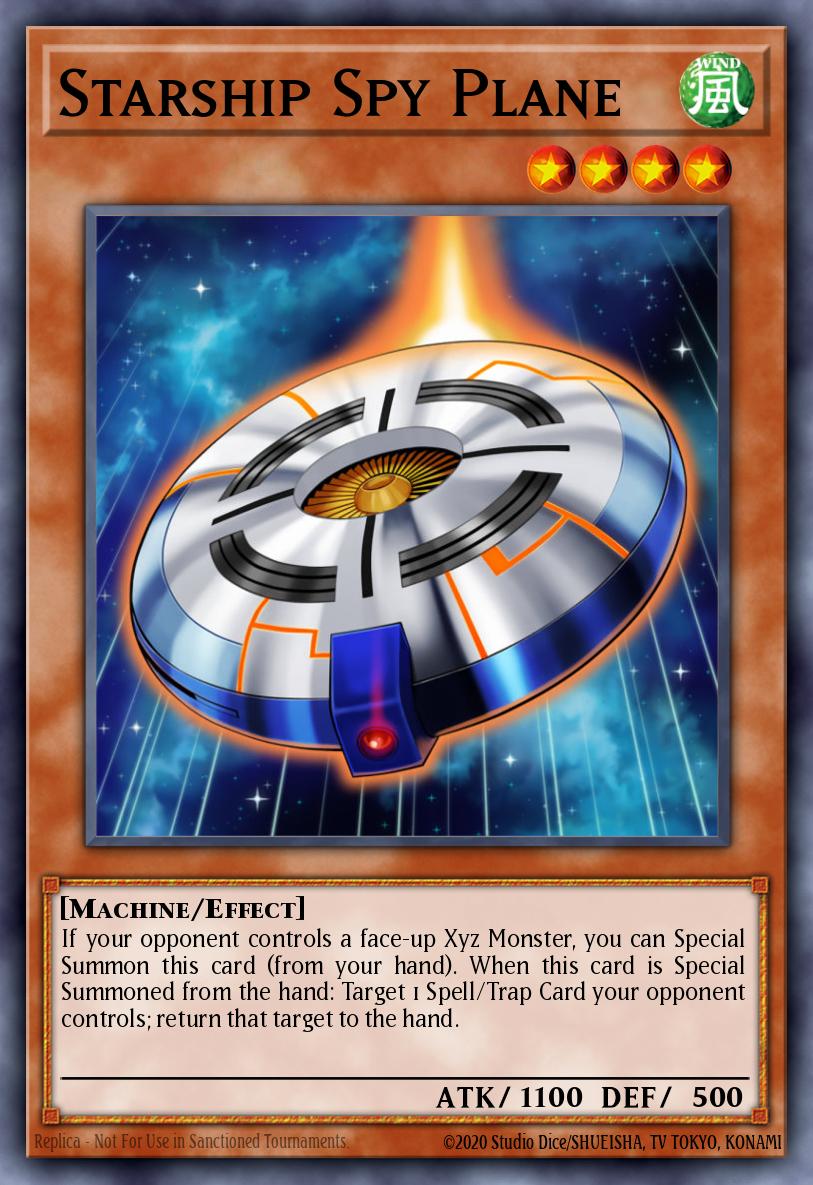 Starship Spy Plane
WIND
風
[Machine/Effect]
If your opponent controls a face-up Xyz Monster, you can Special
Summon this card (from your hand). When this card is Special
Summoned from the hand: Target 1 Spell/Trap Card your opponent
controls; return that target to the hand.
ATK/ 1100 DEF/ 500
Replica - Not For Use in Sanctioned Tournaments.
©2020 Studio Dice/SHUEISHA, TV TOKYO, KONAMI